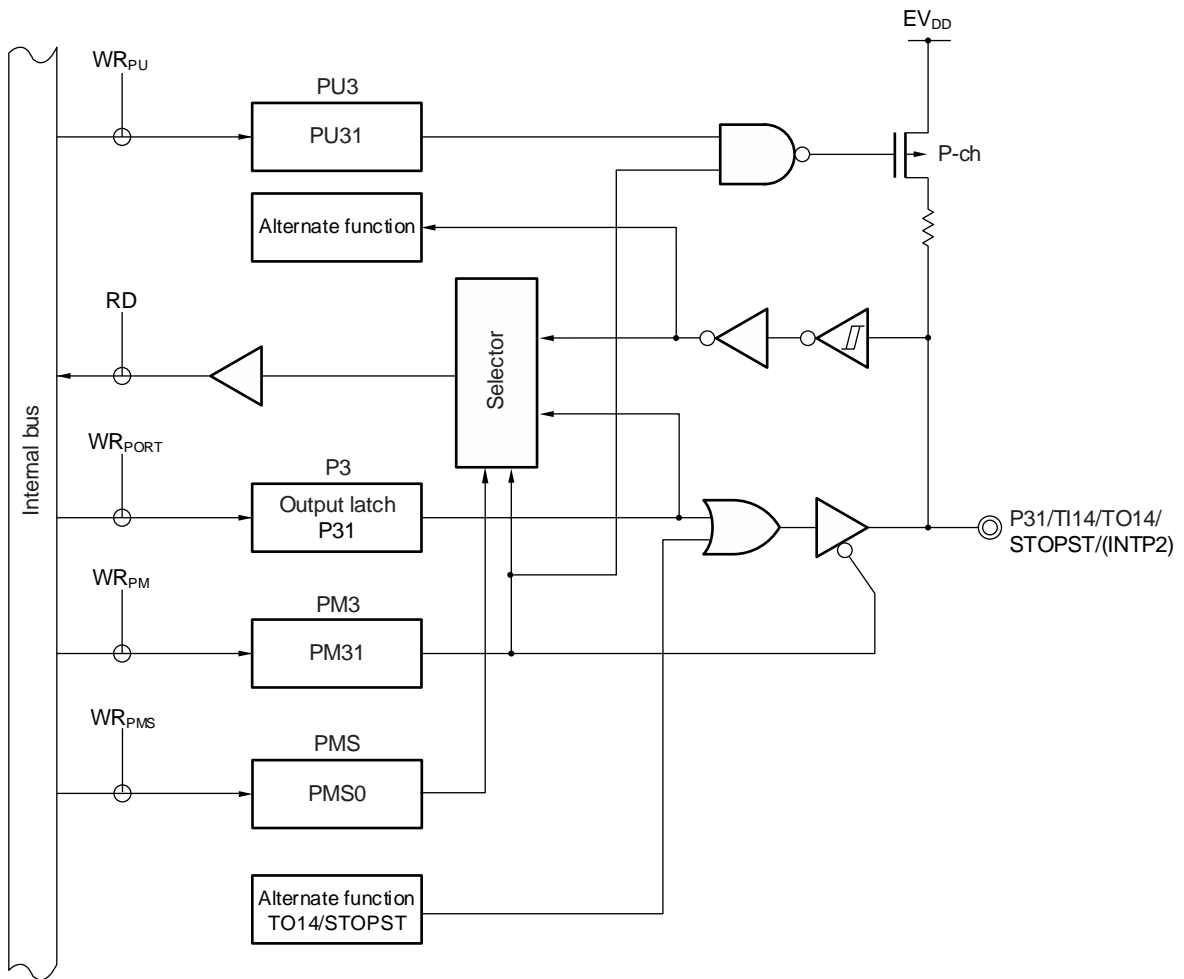 EVDD
WRPU
PU3
PU31
P-ch
Alternate function
RD
Selector
Internal bus
WRPORT
P3
Output latch
P31
P31/TI14/TO14/
STOPST/(INTP2)
WRPM
PM3
PM31
WRPMS
PMS
PMS0
Alternate function
TO14/STOPST